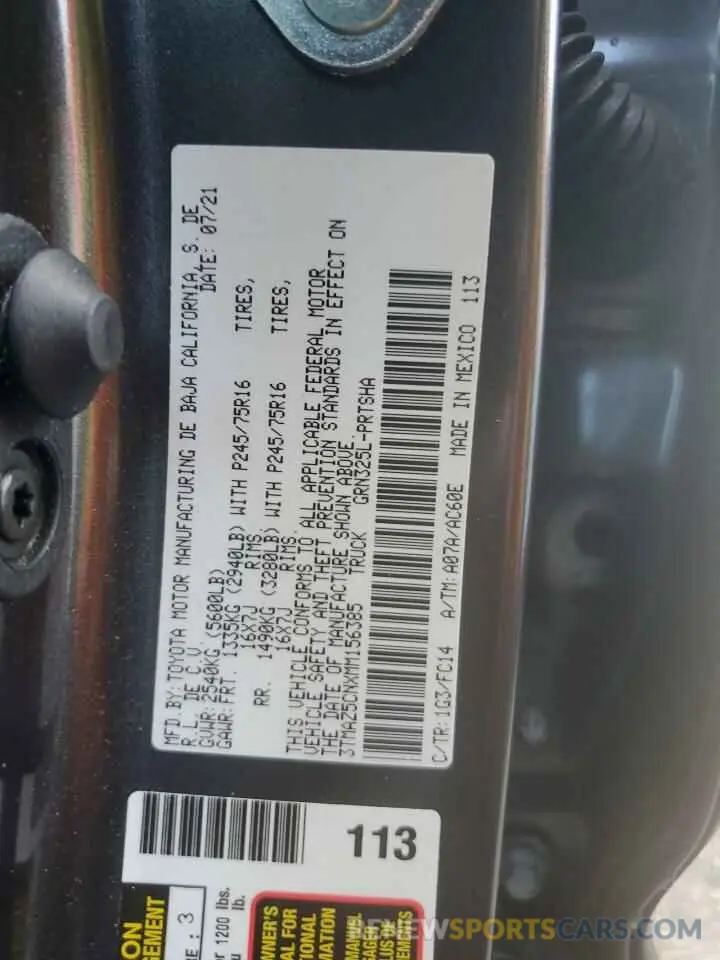 MFD.BY:TOYOTA MOTOR MANUFACTURING DE BAJA CALIFORNIA, S. DE
R.L. DE C.V. DATE: 07/21
GVWR:2540KG (5600LB)
GAWR:FRT. 1335KG (2940LB) WITH P245/75R16 TIRES,
16X7J RIMS,
RR. 1490KG (3280LB) WITH P245/75R16 TIRES,
16X7J RIMS.
THIS VEHICLE CONFORMS TO ALL APPLICABLE FEDERAL MOTOR
VEHICLE SAFETY AND THEFT PREVENTION STANDARDS IN EFFECT ON
THE DATE OF MANUFACTURE SHOWN ABOVE.
3TMAZ5CNXMM156385 TRUCK GRN325L-PRTSHA
C/TR:1G3/FC14 A/TM:A07A/AC60E MADE IN MEXICO 113
113
: 3
1200 lbs.
lb.
RENEWSPORTSCARS.COM